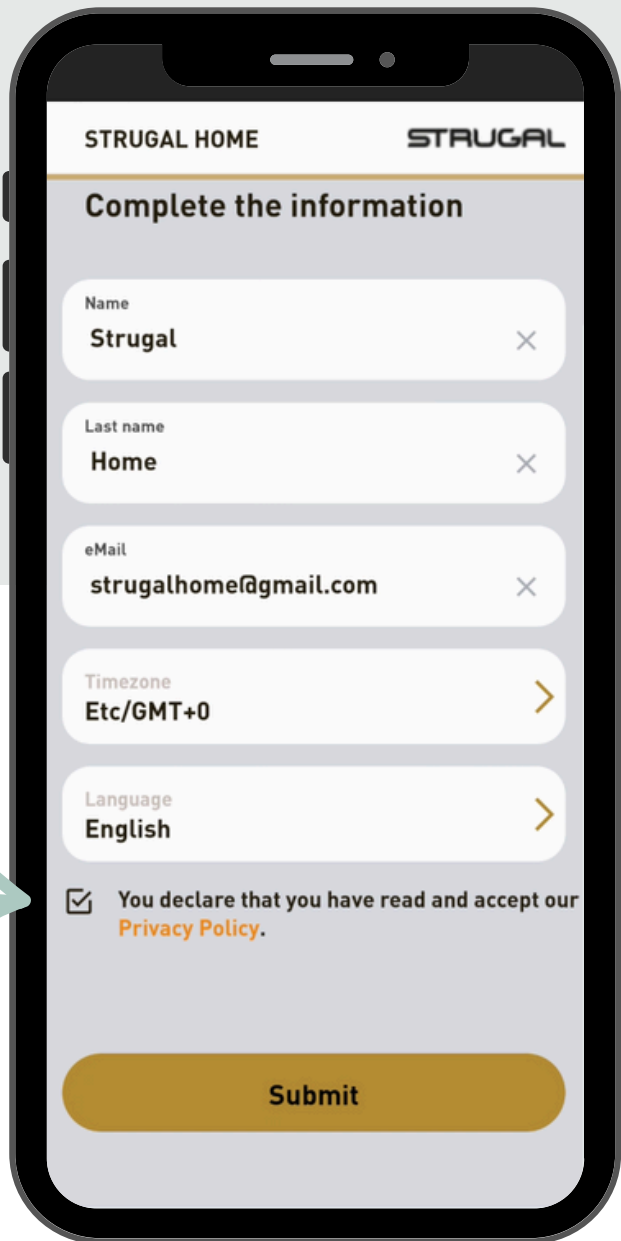 STRUGAL HOME STRUGAL
Complete the information
Name
Strugal
Last name
Home
eMail
strugalhome@gmail.com
Timezone
Etc/GMT+0
Language
English
You declare that you have read and accept our
Privacy Policy.
Submit